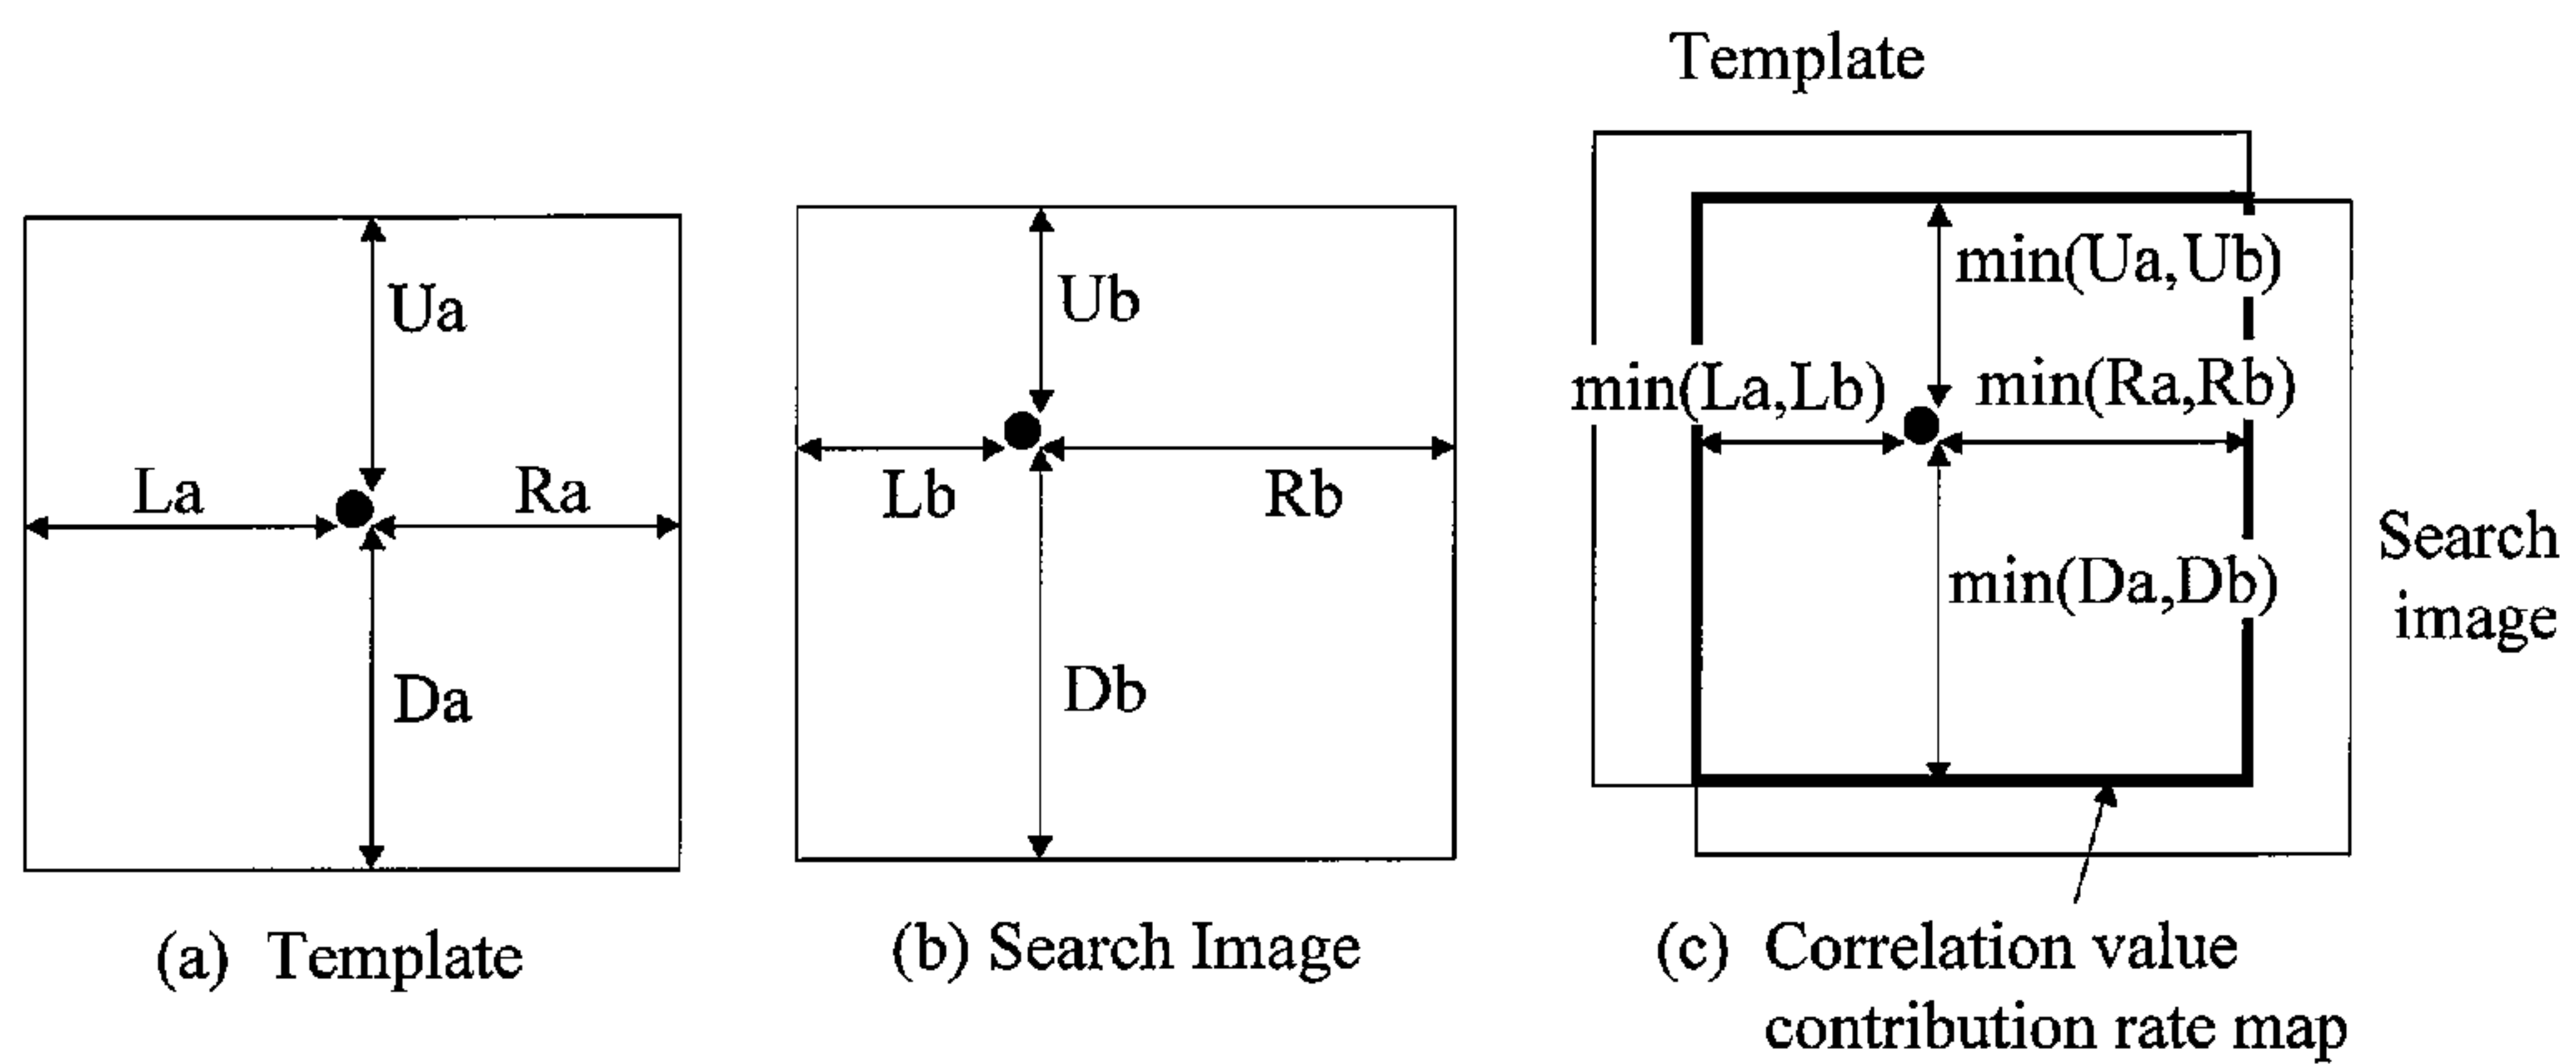 Ua
La
Ra
Da
(a) Template
Ub
Lb
Rb
Db
(b) Search Image
Template
min(Ua,Ub)
min(La,Lb)
min(Ra,Rb)
min(Da,Db)
Search
image
(c) Correlation value
contribution rate map